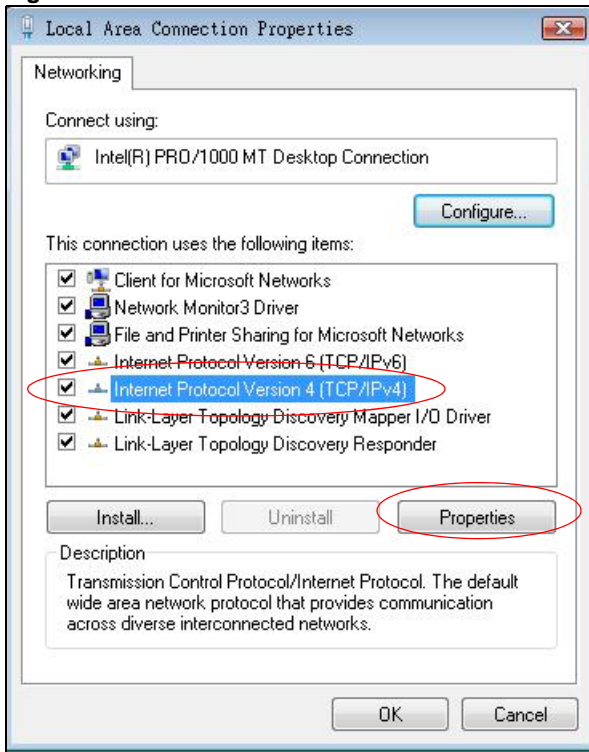 Local Area Connection Properties
Networking
Connect using:
Intel(R) PRO/1000 MT Desktop Connection
Configure...
This connection uses the following items:
Client for Microsoft Networks
Network Monitor3 Driver
File and Printer Sharing for Microsoft Networks
Internet Protocol Version 6 (TCP/IPv6)
Internet Protocol Version 4 (TCP/IPv4)
Link-Layer Topology Discovery Mapper I/O Driver
Link-Layer Topology Discovery Responder
Install... Uninstall Properties
Description
Transmission Control Protocol/Internet Protocol. The default
wide area network protocol that provides communication
across diverse interconnected networks.
OK Cancel